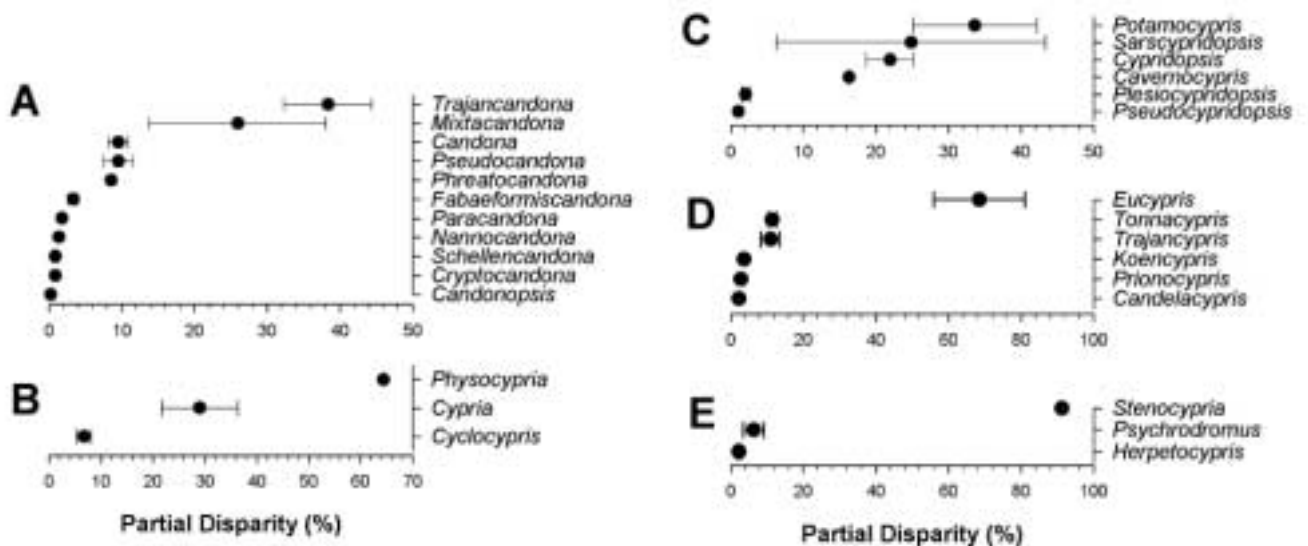 A
Trajancandona
Mixtacandona
Candona
Pseudocandona
Phreatocandona
Fabaeformiscandona
Paracandona
Nannocandona
Schellencandona
Cryptocandona
Candonopsis
0 10 20 30 40 50
B
Physocypria
Cypria
Cyclocypris
0 10 20 30 40 50 60 70
Partial Disparity (%)
C
Potamocypris
Sarscypridopsis
Cypridopsis
Cavernocypris
Plesiocypridopsis
Pseudocypridopsis
0 10 20 30 40 50
D
Eucypris
Tonnacypris
Trajancypris
Koencypris
Prionocypris
Candelacypris
0 20 40 60 80 100
E
Stenocypria
Psychrodromus
Herpetocypris
0 20 40 60 80 100
Partial Disparity (%)